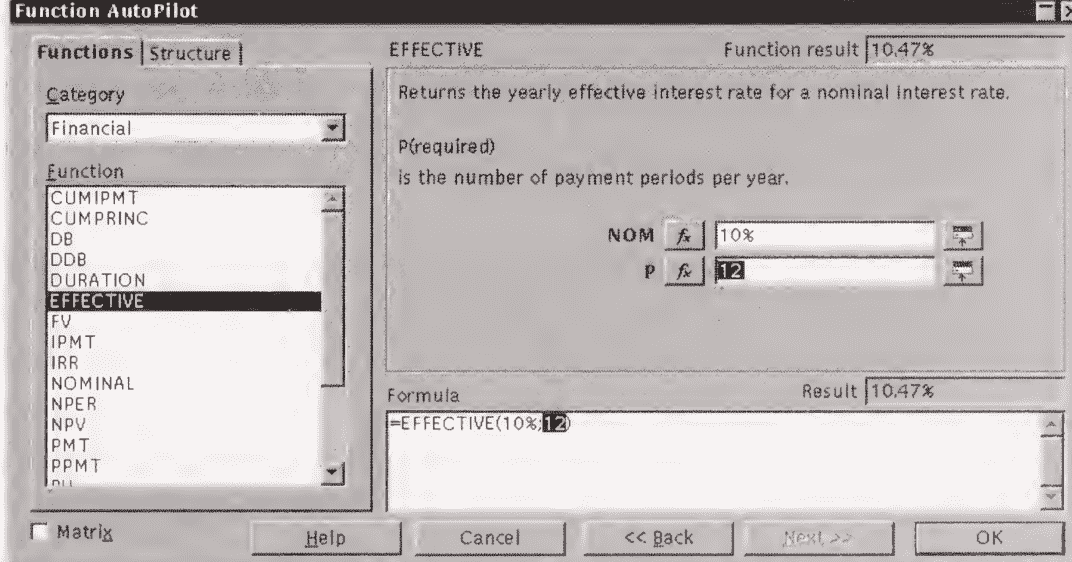 Function AutoPilot
Functions Structure
Category
Financial
Function
CUMIPMT
CUMPRINC
DB
DDB
DURATION
EFFECTIVE
FV
IPMT
IRR
NOMINAL
NPER
NPV
PMT
PPMT
Matrix
EFFECTIVE Function result 10.47%
Returns the yearly effective interest rate for a nominal interest rate.
P(required)
is the number of payment periods per year.
NOM fx 10%
P fx 12
Formula Result 10.47%
=EFFECTIVE(10%;12)
Help Cancel << Back Next >> OK